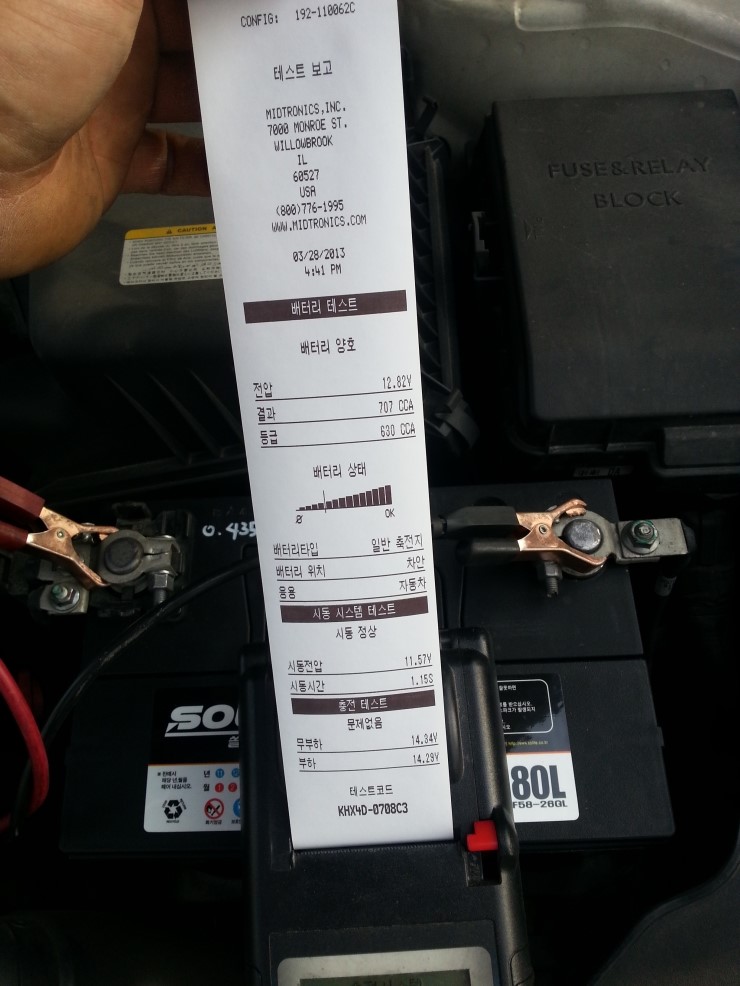 CONFIG: 192-110062C
테스트 보고
MIDTRONICS,INC.
7000 MONROE ST.
WILLOWBROOK
IL
60527
USA
(800)776-1995
WWW.MIDTRONICS.COM
03/28/2013
4:41 PM
배터리 테스트
배터리 양호
전압 12.82V
결과 707 CCA
등급 630 CCA
배터리 상태
OK
배터리타입 일반 축전지
배터리 위치 차안
응용 자동차
시동 시스템 테스트
시동 정상
시동전압 11.57V
시동시간 1.15S
충전 테스트
문제없음
무부하 14.34V
부하 14.29V
테스트코드
KHX4D-0708C3
FUSE&RELAY
BLOCK
CAUTION
0.435
SO
년
월
80L